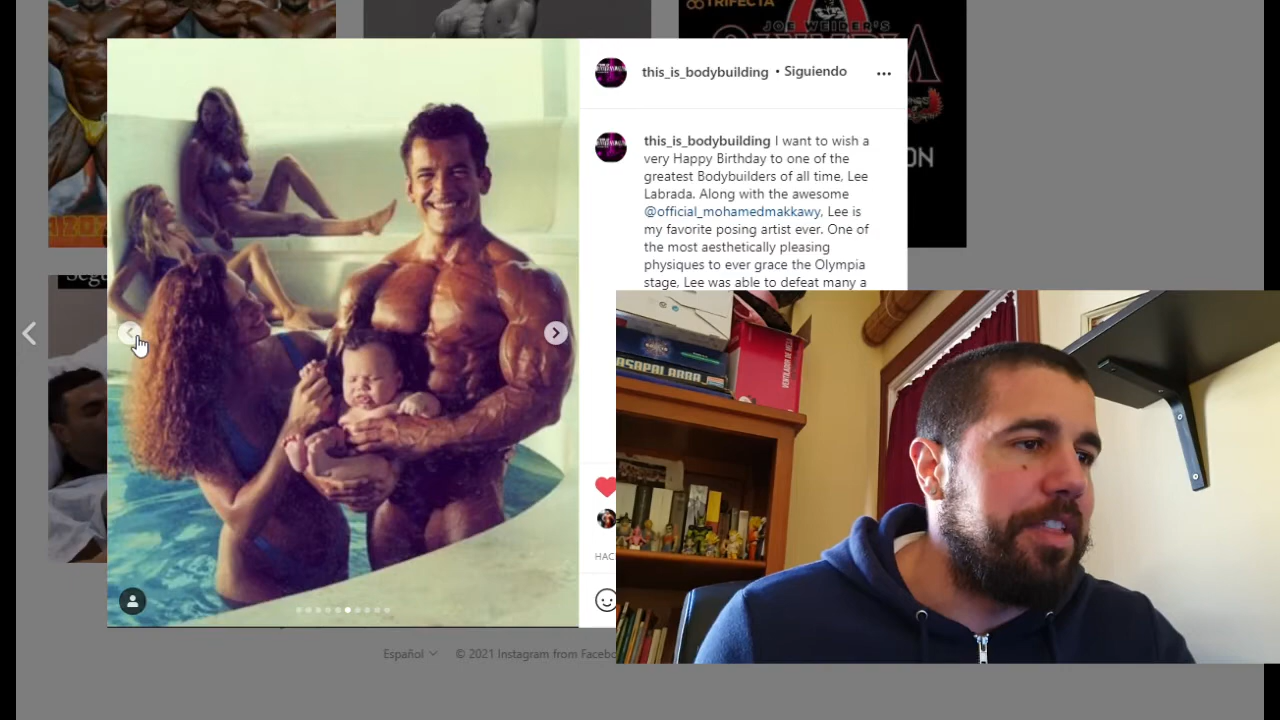 TRIFECTA
JOE WEIDER'S
this_is_bodybuilding • Siguiendo
this_is_bodybuilding I want to wish a
very Happy Birthday to one of the
greatest Bodybuilders of all time, Lee
Labrada. Along with the awesome
@official_mohamedmakkawy, Lee is
my favorite posing artist ever. One of
the most aesthetically pleasing
physiques to ever grace the Olympia
stage, Lee was able to defeat many a
HAC
Español
© 2021 Instagram from Facebo
PASAPALABRA